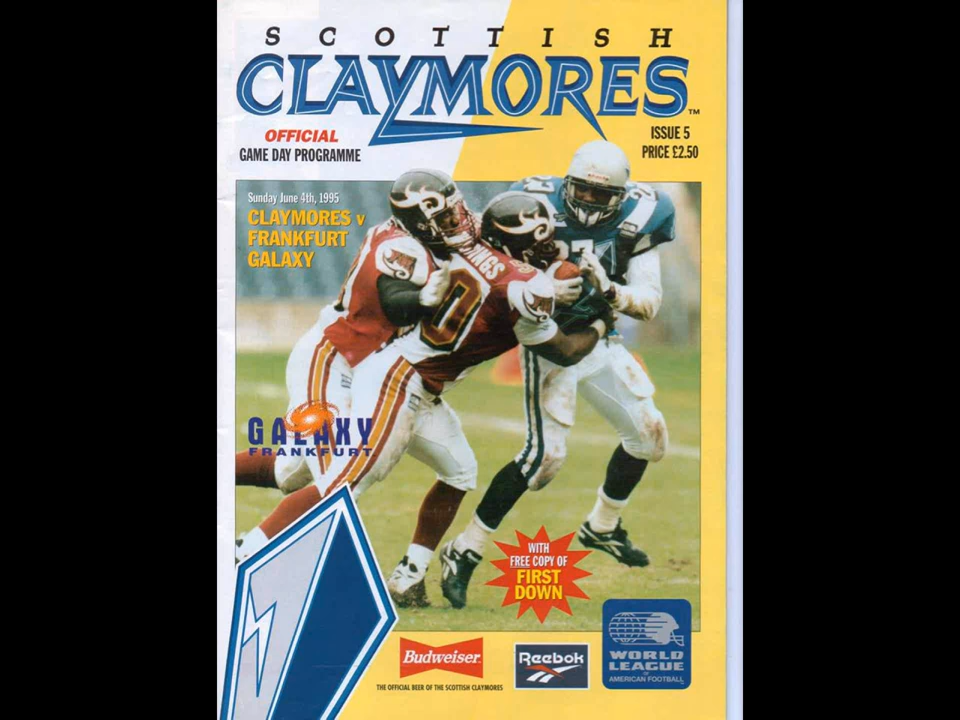 SCOTTISH
CLAYMORES™
OFFICIAL
GAME DAY PROGRAMME
ISSUE 5
PRICE £2.50
Sunday June 4th, 1995
CLAYMORES v
FRANKFURT
GALAXY
GALAXY
FRANKFURT
WITH
FREE COPY OF
FIRST
DOWN
Budweiser
THE OFFICIAL BEER OF THE SCOTTISH CLAYMORES
Reebok
WORLD
LEAGUE
OF
AMERICAN FOOTBALL